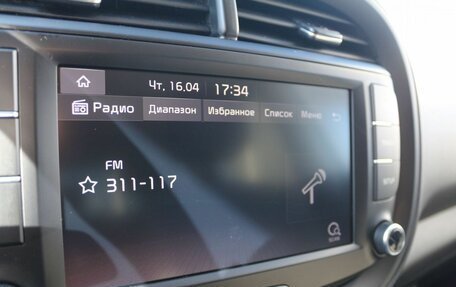 Чт, 16.04 17:34
Радио Диапазон Избранное Список Меню
FM
311-117